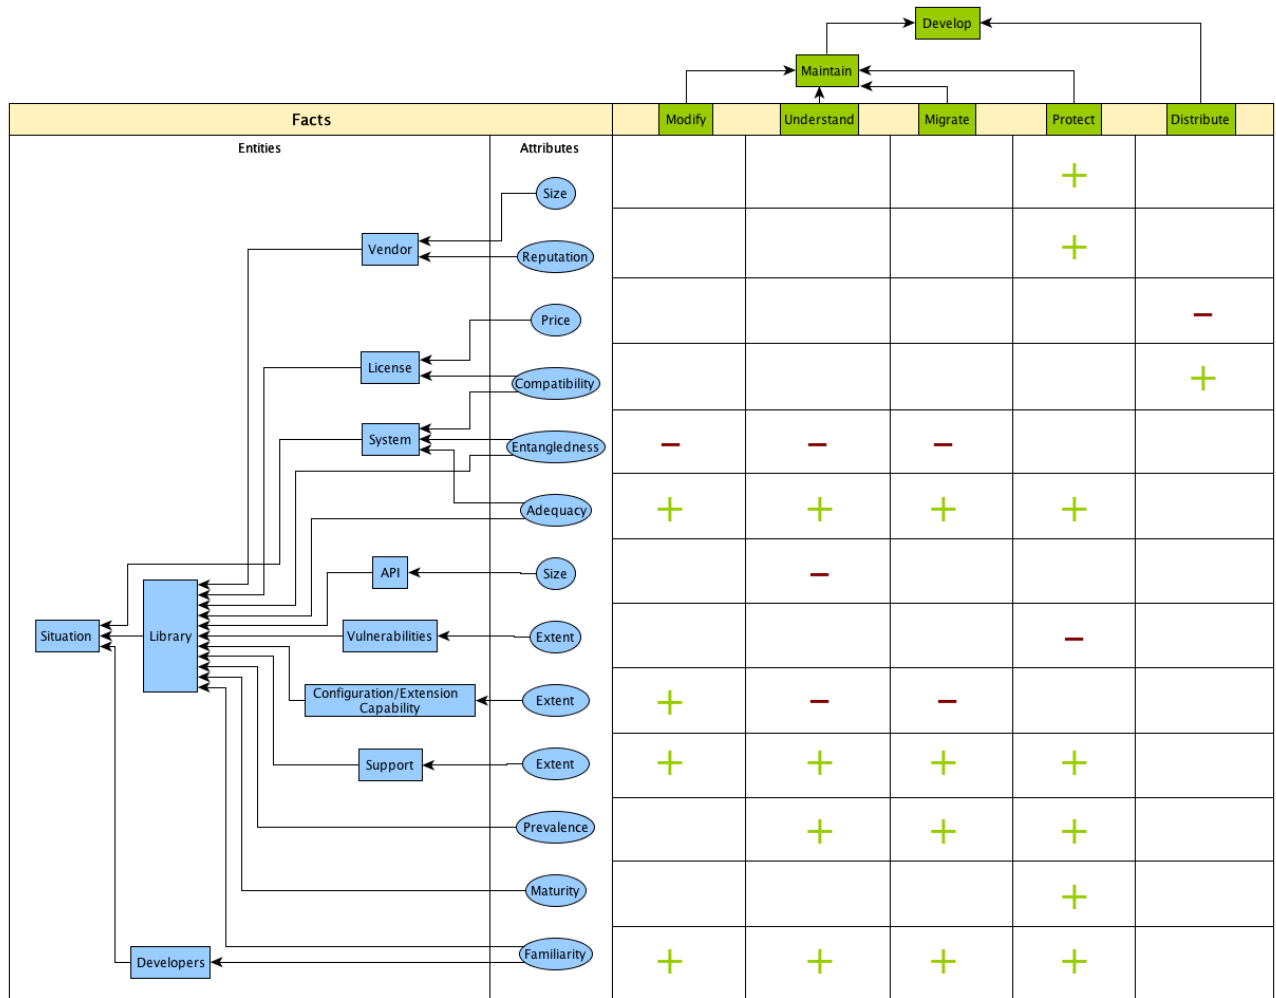 Develop
Maintain
Facts
Modify
Understand
Migrate
Protect
Distribute
Entities
Attributes
Size
+
Vendor
Reputation
+
Price
−
License
Compatibility
+
System
Entangledness
− − −
Adequacy
+ + + +
API
Size
−
Situation
Library
Vulnerabilities
Extent
−
Configuration/Extension
Capability
Extent
+ − −
Support
Extent
+ + + +
Prevalence
+ + +
Maturity
+
Developers
Familiarity
+ + + +